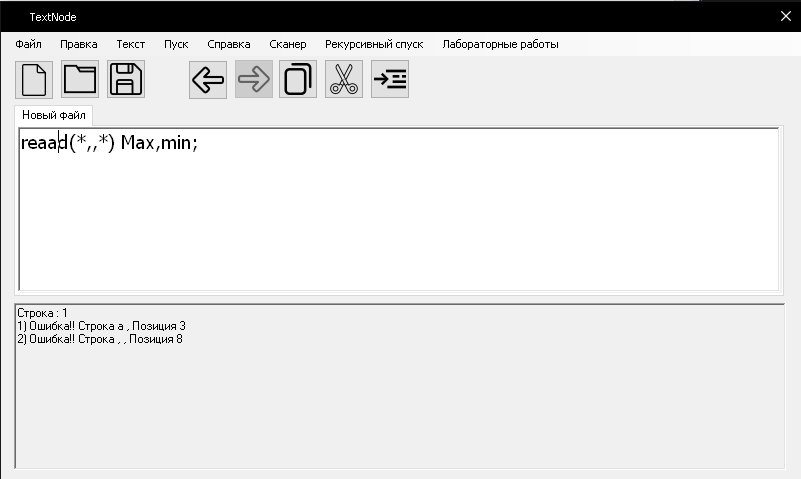 TextNode
Файл Правка Текст Пуск Справка Сканер Рекурсивный спуск Лабораторные работы
Новый файл
reaad(*,,*) Max,min;
Строка : 1
1) Ошибка!! Строка a , Позиция 3
2) Ошибка!! Строка , , Позиция 8